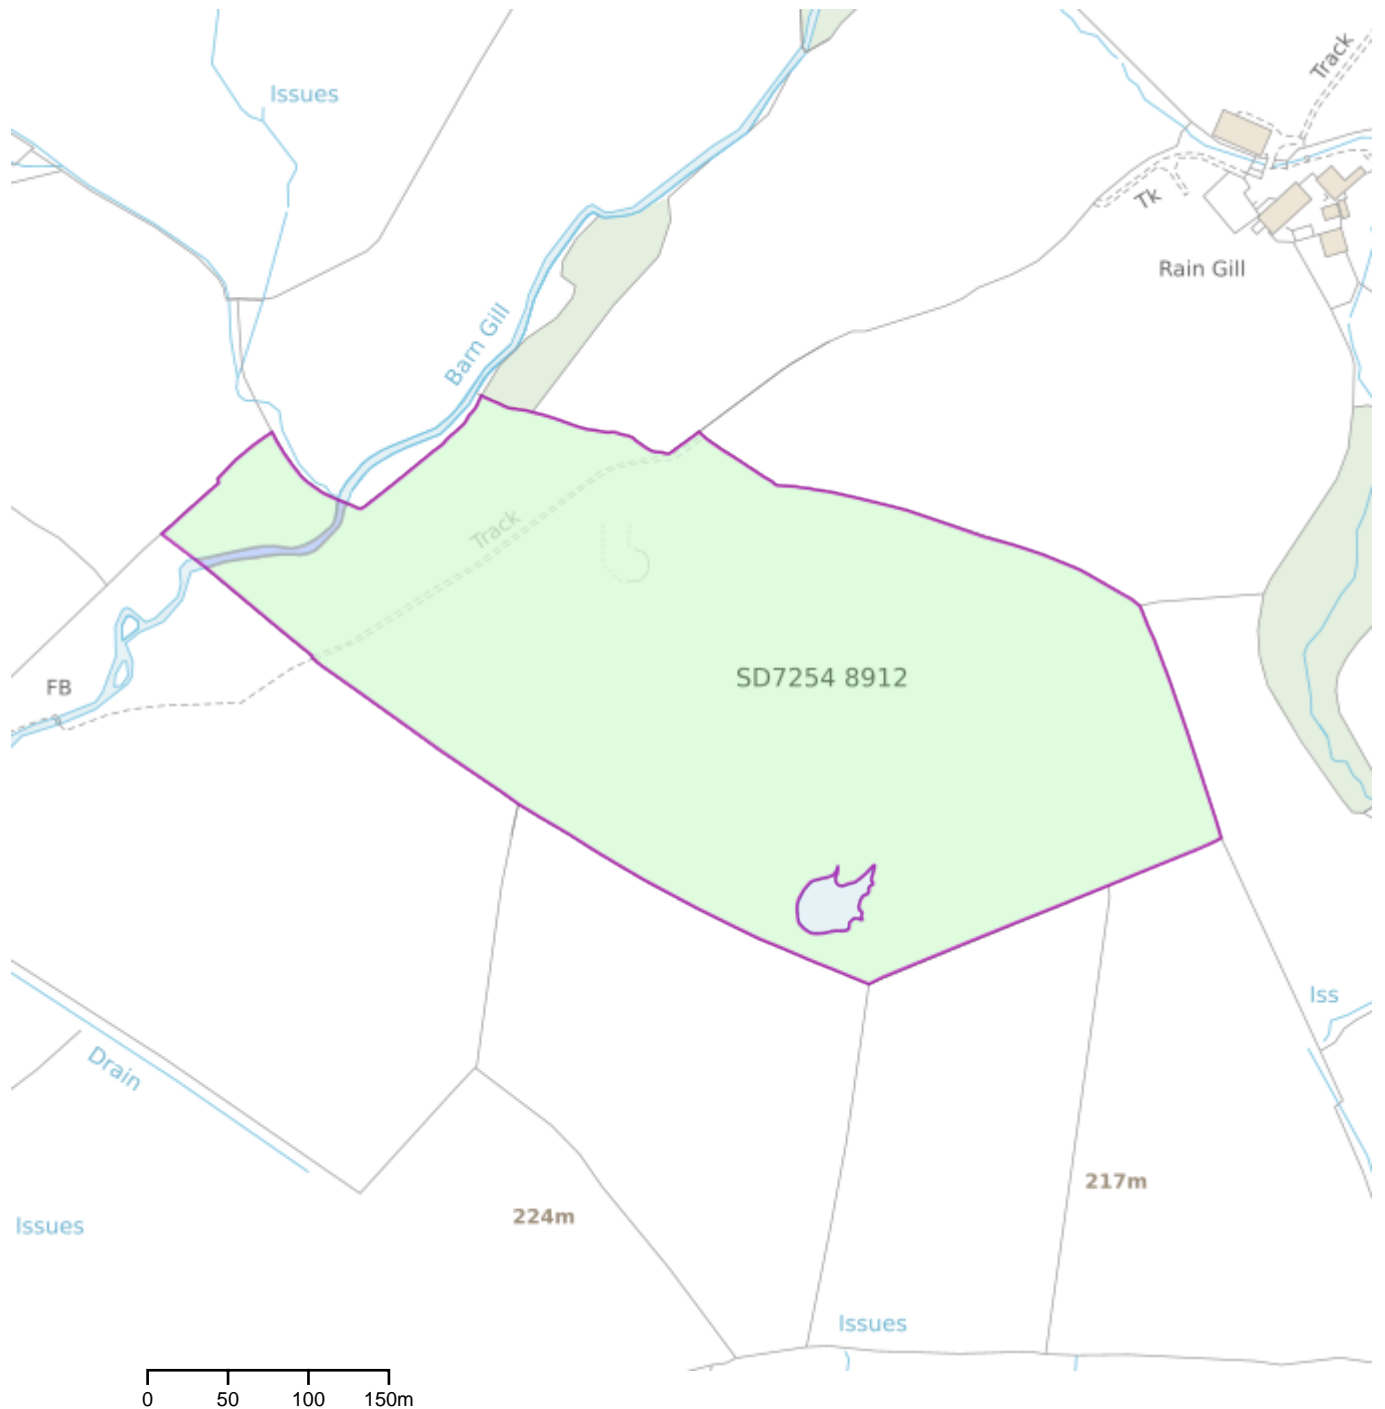 Track
Issues
Tk
Rain Gill
Barn Gill
Track
SD7254 8912
FB
Iss
Drain
217m
224m
Issues
Issues
0 50 100 150m